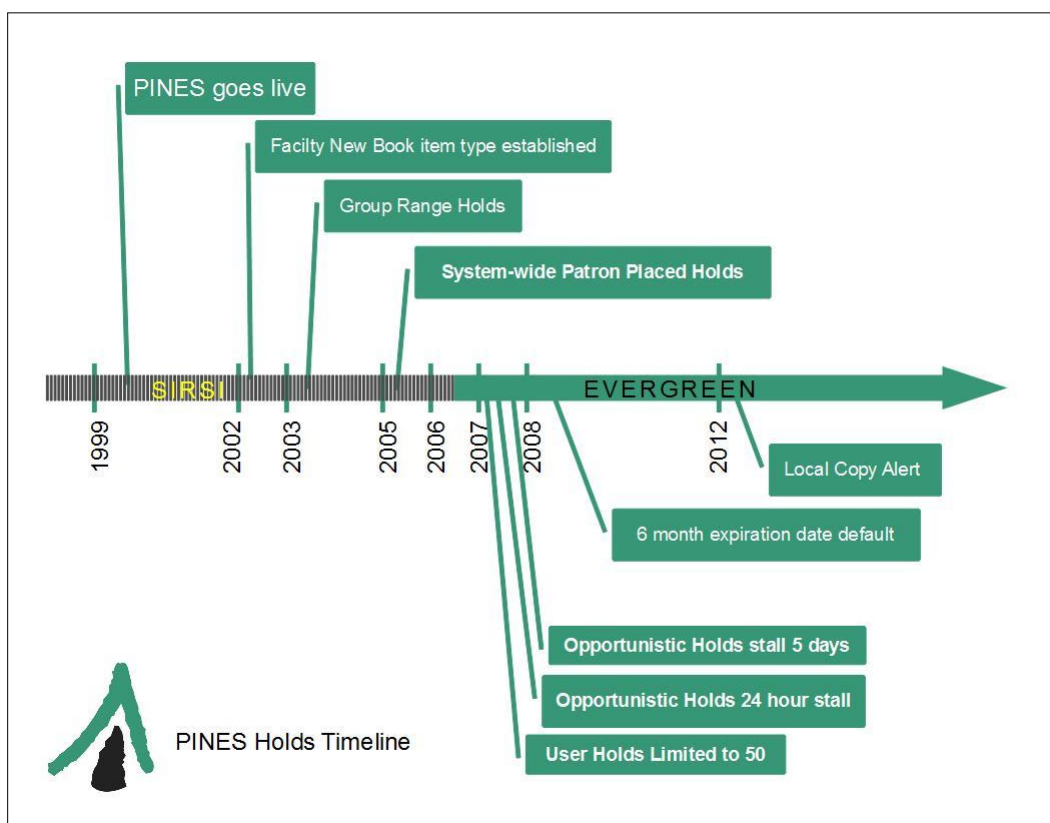 PINES goes live
Facilty New Book item type established
Group Range Holds
System-wide Patron Placed Holds
SIRSI
EVERGREEN
1999
2002
2003
2005
2006
2007
2008
2012
Local Copy Alert
6 month expiration date default
Opportunistic Holds stall 5 days
Opportunistic Holds 24 hour stall
User Holds Limited to 50
PINES Holds Timeline